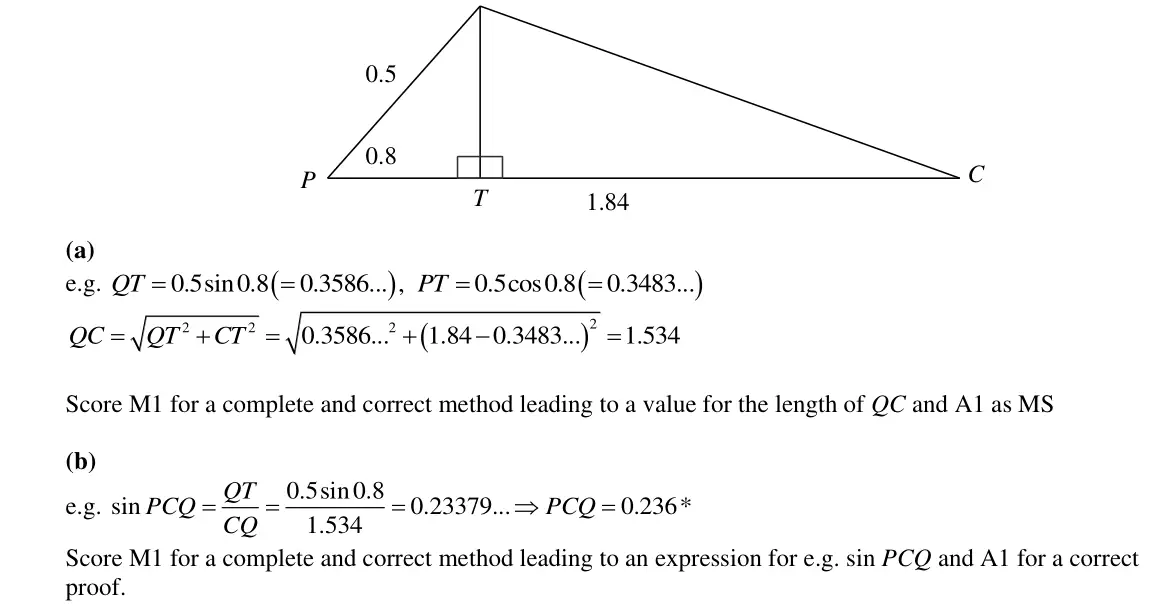 0.5
0.8
P
C
T
1.84
(a)
e.g. QT = 0.5sin0.8(= 0.3586...), PT = 0.5cos0.8(= 0.3483...)
QC = √(QT² + CT²) = √(0.3586...² + (1.84 − 0.3483...)²) = 1.534
Score M1 for a complete and correct method leading to a value for the length of QC and A1 as MS
(b)
e.g. sin PCQ = QT/CQ = 0.5sin0.8/1.534 = 0.23379... ⇒ PCQ = 0.236*
Score M1 for a complete and correct method leading to an expression for e.g. sin PCQ and A1 for a correct
proof.